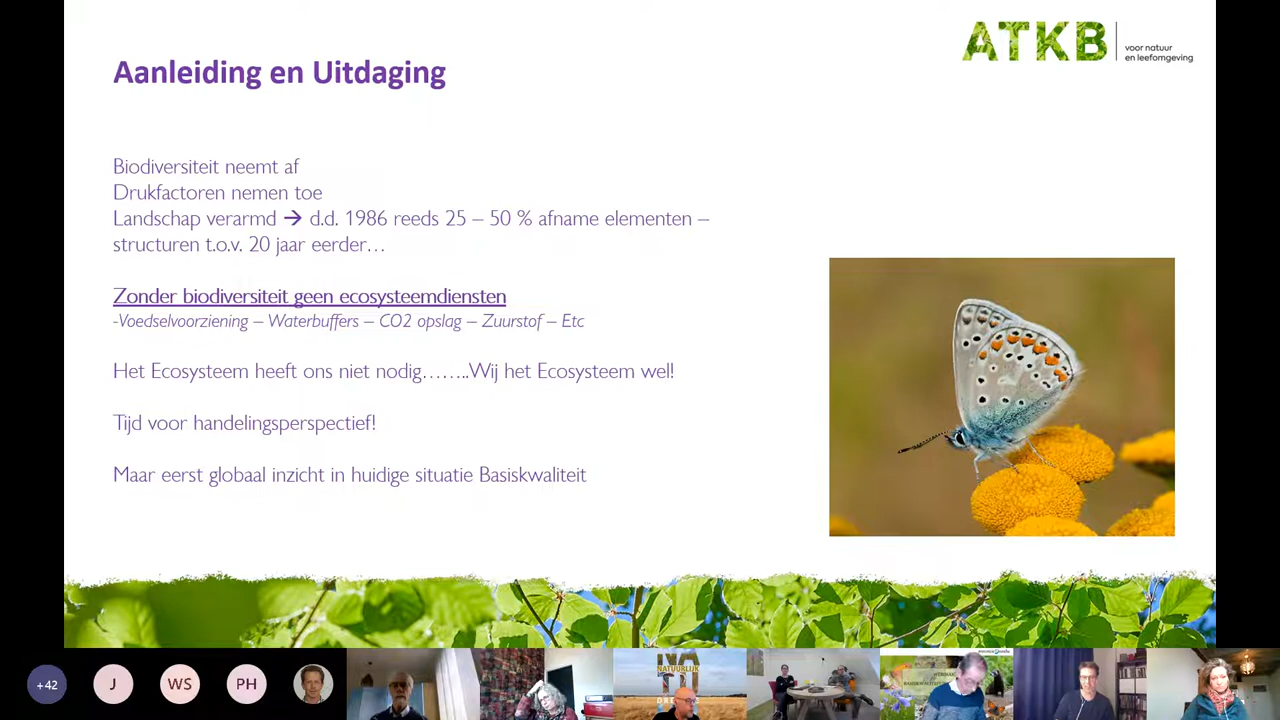 ATKB
voor natuur
en leefomgeving
Aanleiding en Uitdaging
Biodiversiteit neemt af
Drukfactoren nemen toe
Landschap verarmd → d.d. 1986 reeds 25 – 50 % afname elementen –
structuren t.o.v. 20 jaar eerder…
Zonder biodiversiteit geen ecosysteemdiensten
-Voedselvoorziening – Waterbuffers – CO2 opslag – Zuurstof – Etc
Het Ecosysteem heeft ons niet nodig……..Wij het Ecosysteem wel!
Tijd voor handelingsperspectief!
Maar eerst globaal inzicht in huidige situatie Basiskwaliteit
+42
J
WS
PH
NATUURLIJK
WEBINAR